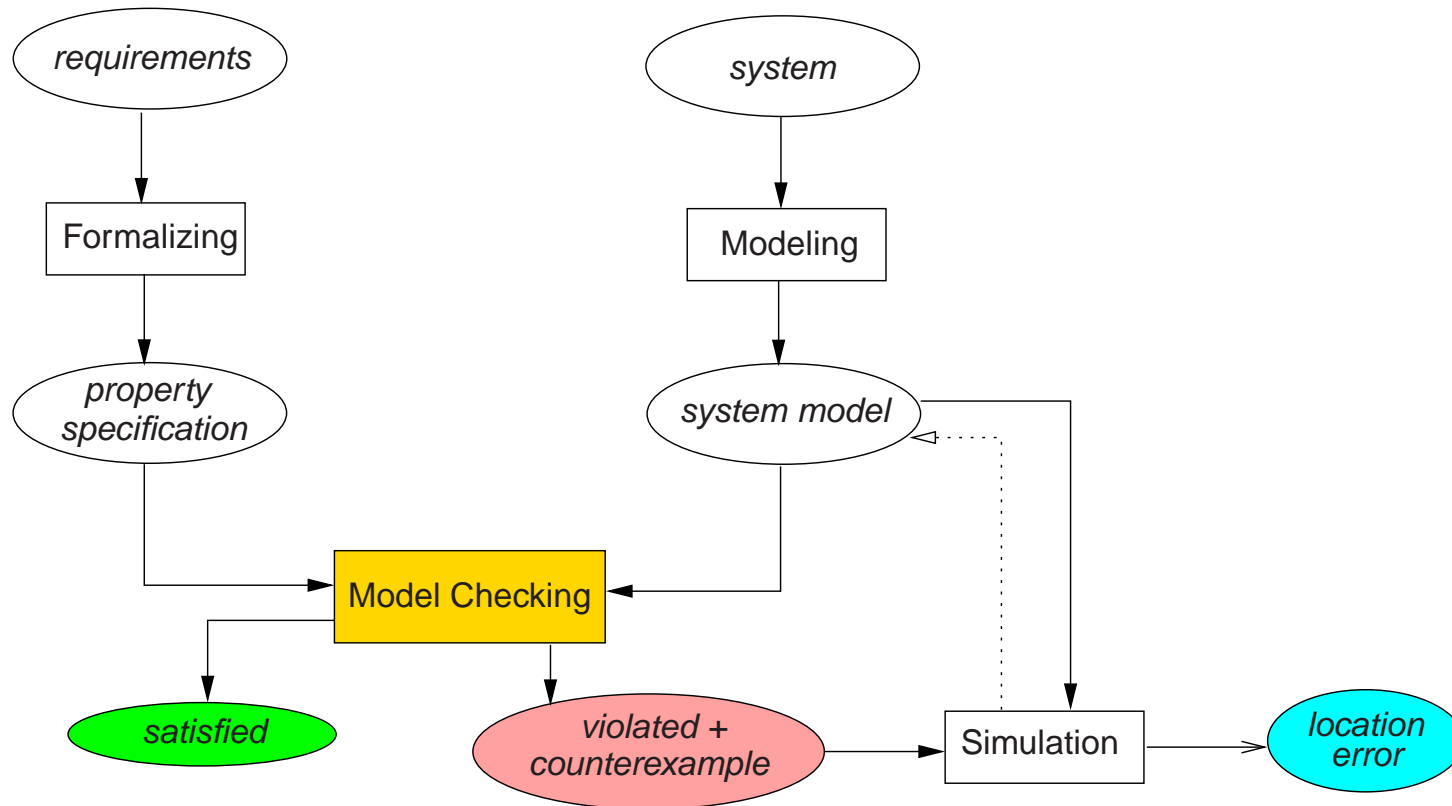 requirements
system
Formalizing
Modeling
property
specification
system model
Model Checking
satisfied
violated +
counterexample
Simulation
location
error